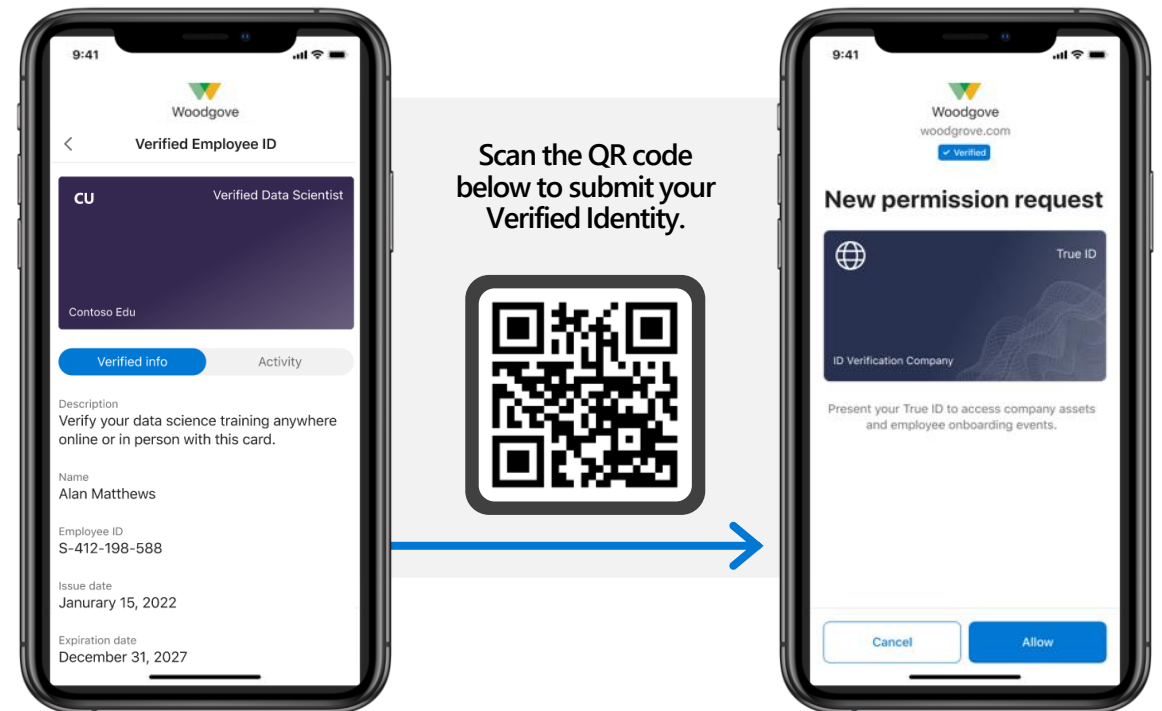 9:41
Woodgove
Verified Employee ID
CU
Verified Data Scientist
Contoso Edu
Verified info
Activity
Description
Verify your data science training anywhere
online or in person with this card.
Name
Alan Matthews
Employee ID
S-412-198-588
Issue date
Janurary 15, 2022
Expiration date
December 31, 2027
Scan the QR code
below to submit your
Verified Identity.
9:41
Woodgove
woodgrove.com
Verified
New permission request
True ID
ID Verification Company
Present your True ID to access company assets
and employee onboarding events.
Cancel
Allow